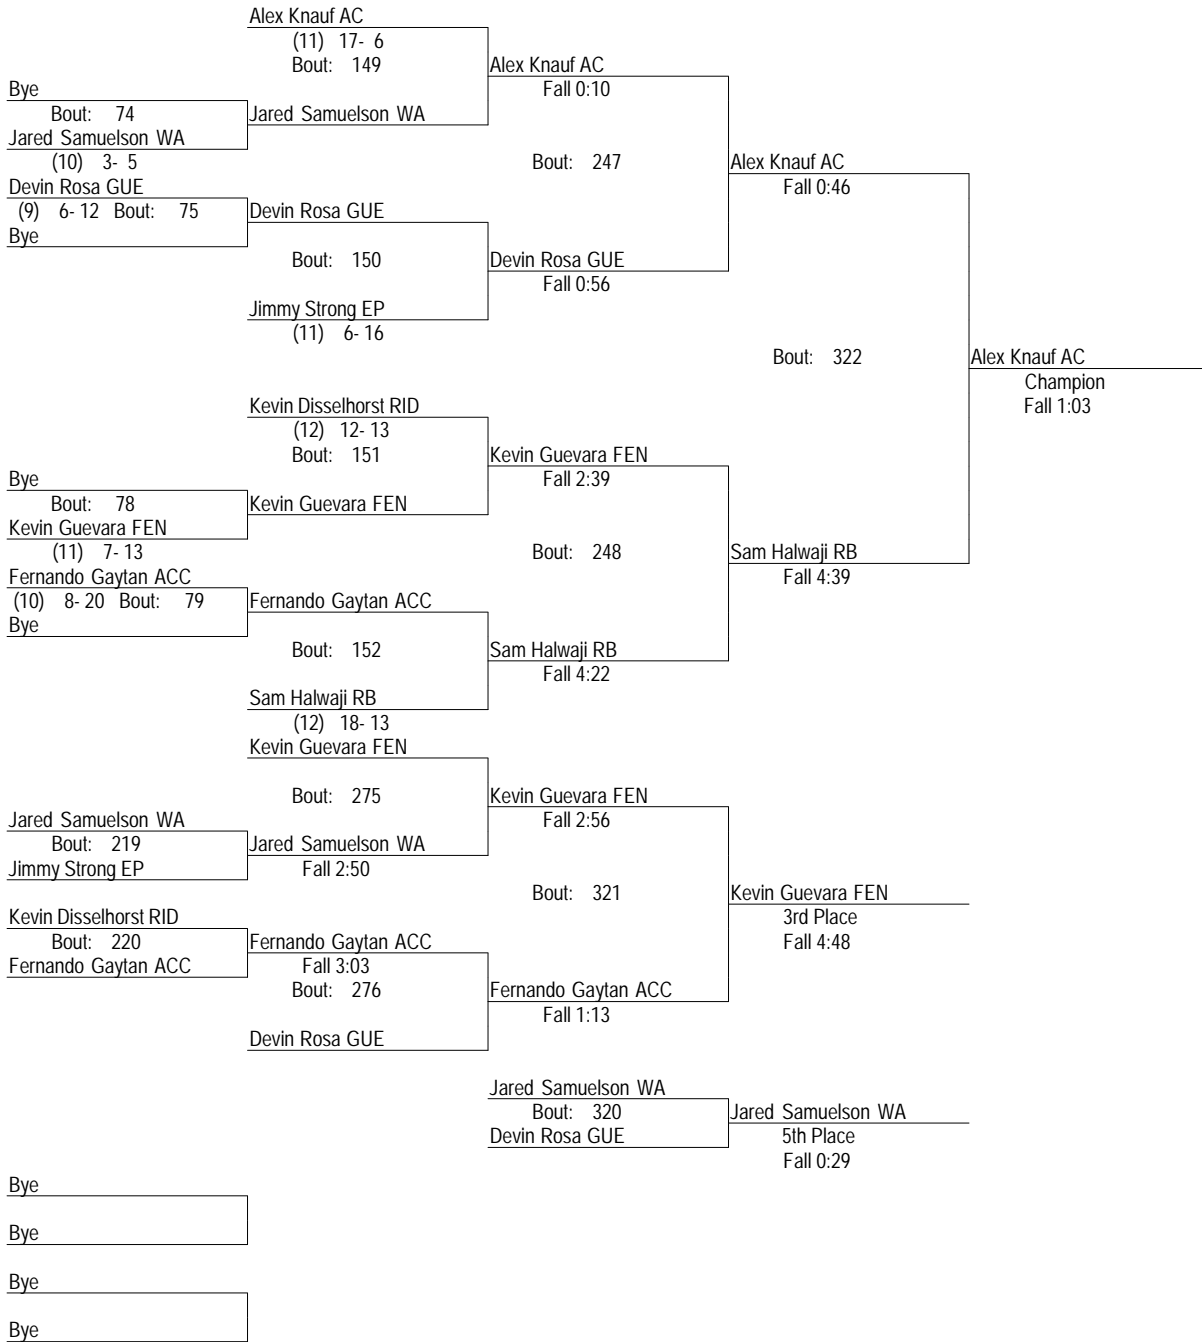 Alex Knauf AC
(11) 17- 6
Bout: 149
Alex Knauf AC
Fall 0:10
Bye
Bout: 74
Jared Samuelson WA
Jared Samuelson WA
(10) 3- 5
Bout: 247
Alex Knauf AC
Fall 0:46
Devin Rosa GUE
(9) 6- 12 Bout: 75
Devin Rosa GUE
Bye
Bout: 150
Devin Rosa GUE
Fall 0:56
Jimmy Strong EP
(11) 6- 16
Bout: 322
Alex Knauf AC
Champion
Fall 1:03
Kevin Disselhorst RID
(12) 12- 13
Bout: 151
Kevin Guevara FEN
Fall 2:39
Bye
Bout: 78
Kevin Guevara FEN
Kevin Guevara FEN
(11) 7- 13
Bout: 248
Sam Halwaji RB
Fall 4:39
Fernando Gaytan ACC
(10) 8- 20 Bout: 79
Fernando Gaytan ACC
Bye
Bout: 152
Sam Halwaji RB
Fall 4:22
Sam Halwaji RB
(12) 18- 13
Kevin Guevara FEN
Bout: 275
Kevin Guevara FEN
Fall 2:56
Jared Samuelson WA
Bout: 219
Jared Samuelson WA
Jimmy Strong EP
Fall 2:50
Bout: 321
Kevin Guevara FEN
3rd Place
Fall 4:48
Kevin Disselhorst RID
Bout: 220
Fernando Gaytan ACC
Fernando Gaytan ACC
Fall 3:03
Bout: 276
Fernando Gaytan ACC
Fall 1:13
Devin Rosa GUE
Jared Samuelson WA
Bout: 320
Jared Samuelson WA
Devin Rosa GUE
5th Place
Fall 0:29
Bye
Bye
Bye
Bye